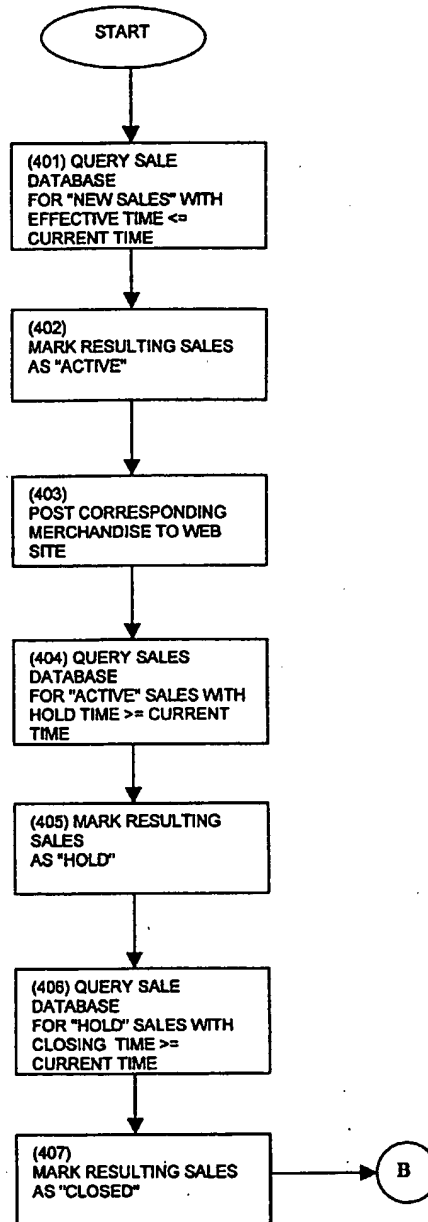 START
(401) QUERY SALE
DATABASE
FOR "NEW SALES" WITH
EFFECTIVE TIME <=
CURRENT TIME
(402)
MARK RESULTING SALES
AS "ACTIVE"
(403)
POST CORRESPONDING
MERCHANDISE TO WEB
SITE
(404) QUERY SALES
DATABASE
FOR "ACTIVE" SALES WITH
HOLD TIME >= CURRENT
TIME
(405) MARK RESULTING
SALES
AS "HOLD"
(406) QUERY SALE
DATABASE
FOR "HOLD" SALES WITH
CLOSING TIME >=
CURRENT TIME
(407)
MARK RESULTING SALES
AS "CLOSED"
B